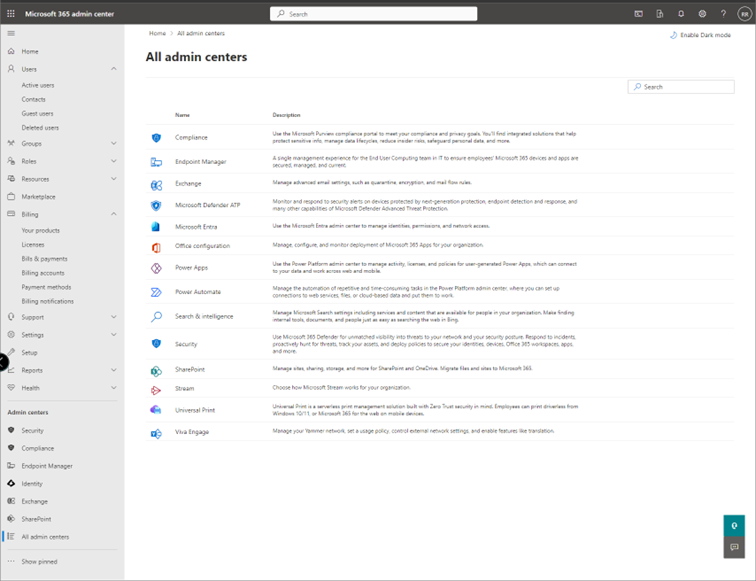 Microsoft 365 admin center
Search
RR
Home > All admin centers
Enable Dark mode
All admin centers
Search
Home
Users
Active users
Contacts
Guest users
Deleted users
Groups
Roles
Resources
Marketplace
Billing
Your products
Licenses
Bills & payments
Billing accounts
Payment methods
Billing notifications
Support
Settings
Setup
Reports
Health
Admin centers
Security
Compliance
Endpoint Manager
Identity
Exchange
SharePoint
All admin centers
Show pinned
Name Description
Compliance
Use the Microsoft Purview compliance portal to meet your compliance and privacy goals. You'll find integrated solutions that help
protect sensitive info, manage data lifecycles, reduce insider risks, safeguard personal data, and more.
Endpoint Manager
A single management experience for the End User Computing team in IT to ensure employees' Microsoft 365 devices and apps are
secured, managed, and current.
Exchange
Manage advanced email settings, such as quarantine, encryption, and mail flow rules.
Microsoft Defender ATP
Monitor and respond to security alerts on devices protected by next-generation protection, endpoint detection and response, and
many other capabilities of Microsoft Defender Advanced Threat Protection.
Microsoft Entra
Use the Microsoft Entra admin center to manage identities, permissions, and network access.
Office configuration
Manage, configure, and monitor deployment of Microsoft 365 Apps for your organization.
Power Apps
Use the Power Platform admin center to manage activity, licenses, and policies for user-generated Power Apps, which can connect
to your data and work across web and mobile.
Power Automate
Manage the automation of repetitive and time-consuming tasks in the Power Platform admin center, where you can set up
connections to web services, files, or cloud-based data and put them to work.
Search & intelligence
Manage Microsoft Search settings including services and content that are available for people in your organization. Make finding
internal tools, documents, and people just as easy as searching the web in Bing.
Security
Use Microsoft 365 Defender for unmatched visibility into threats to your network and your security posture. Respond to incidents,
proactively hunt for threats, track your assets, and deploy policies to secure your identities, devices, Office 365 workspaces, apps,
and more.
SharePoint
Manage sites, sharing, storage, and more for SharePoint and OneDrive. Migrate files and sites to Microsoft 365.
Stream
Choose how Microsoft Stream works for your organization.
Universal Print
Universal Print is a serverless print management solution built with Zero Trust security in mind. Employees can print driverless from
Windows 10/11, or Microsoft 365 for the web on mobile devices.
Viva Engage
Manage your Yammer network, set a usage policy, control external network settings, and enable features like translation.